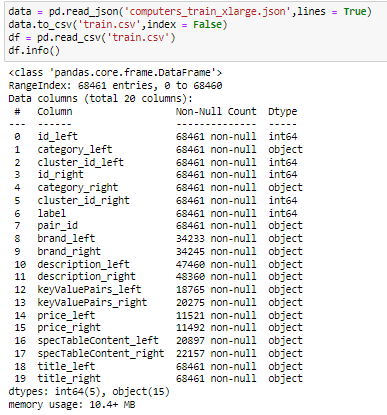 data = pd.read_json('computers_train_xlarge.json',lines = True)
data.to_csv('train.csv',index = False)
df = pd.read_csv('train.csv')
df.info()
<class 'pandas.core.frame.DataFrame'>
RangeIndex: 68461 entries, 0 to 68460
Data columns (total 20 columns):
 #   Column                 Non-Null Count  Dtype
---  ------                 --------------  -----
 0   id_left                68461 non-null  int64
 1   category_left          68461 non-null  object
 2   cluster_id_left        68461 non-null  int64
 3   id_right               68461 non-null  int64
 4   category_right         68461 non-null  object
 5   cluster_id_right       68461 non-null  int64
 6   label                  68461 non-null  int64
 7   pair_id                68461 non-null  object
 8   brand_left             34233 non-null  object
 9   brand_right            34245 non-null  object
 10  description_left       47460 non-null  object
 11  description_right      48360 non-null  object
 12  keyValuePairs_left     18765 non-null  object
 13  keyValuePairs_right    20275 non-null  object
 14  price_left             11521 non-null  object
 15  price_right            11492 non-null  object
 16  specTableContent_left  20897 non-null  object
 17  specTableContent_right 22157 non-null  object
 18  title_left             68461 non-null  object
 19  title_right            68461 non-null  object
dtypes: int64(5), object(15)
memory usage: 10.4+ MB